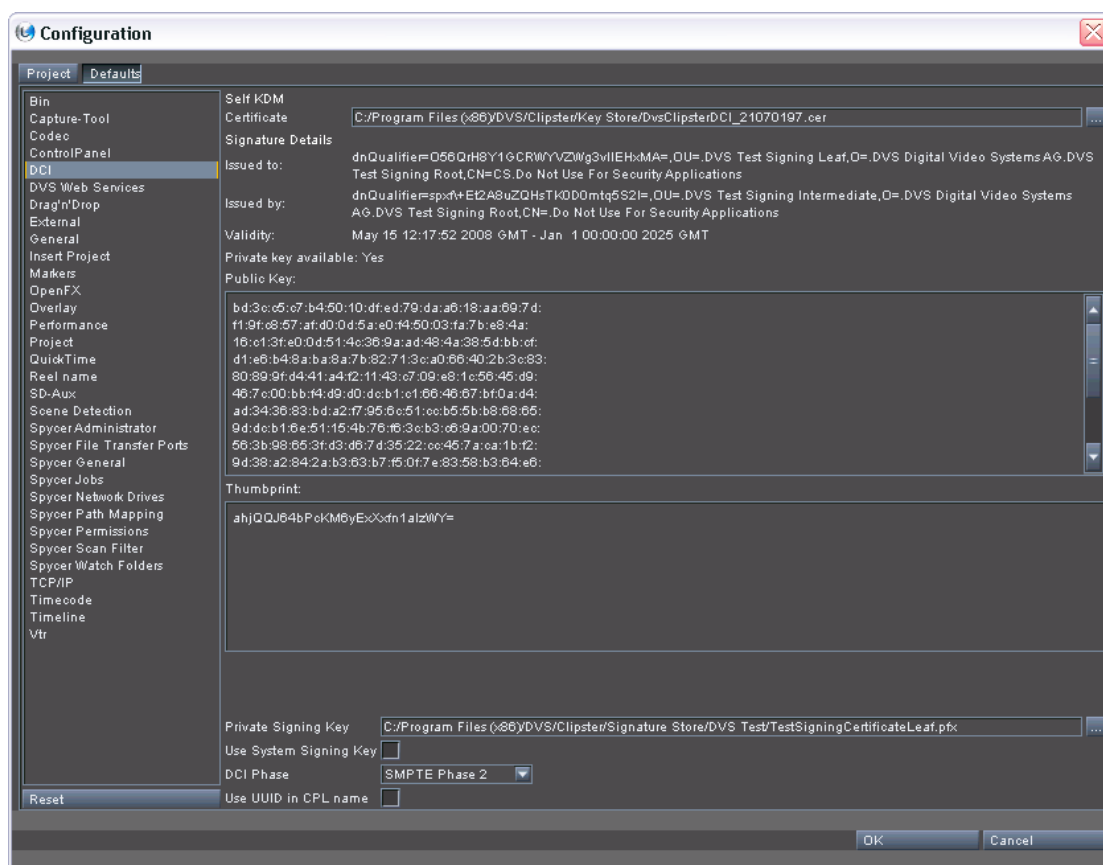 Configuration
Project Defaults
Bin
Capture-Tool
Codec
ControlPanel
DCI
DVS Web Services
Drag'n'Drop
External
General
Insert Project
Markers
OpenFX
Overlay
Performance
Project
QuickTime
Reel name
SD-Aux
Scene Detection
Spycer Administrator
Spycer File Transfer Ports
Spycer General
Spycer Jobs
Spycer Network Drives
Spycer Path Mapping
Spycer Permissions
Spycer Scan Filter
Spycer Watch Folders
TCP/IP
Timecode
Timeline
Vtr
Reset
Self KDM
Certificate C:/Program Files (x86)/DVS/Clipster/Key Store/DvsClipsterDCI_21070197.cer ...
Signature Details
Issued to: dnQualifier=O56QrH8Y1GCRWYVZWg3vIIEHxMA=,OU=.DVS Test Signing Leaf,O=.DVS Digital Video Systems AG.DVS
Test Signing Root,CN=CS.Do Not Use For Security Applications
Issued by: dnQualifier=spxf\+Et2A8uZQHsTK0D0mtq5S2I=,OU=.DVS Test Signing Intermediate,O=.DVS Digital Video Systems
AG.DVS Test Signing Root,CN=.Do Not Use For Security Applications
Validity: May 15 12:17:52 2008 GMT - Jan 1 00:00:00 2025 GMT
Private key available: Yes
Public Key:
bd:3c:c5:c7:b4:50:10:df:ed:79:da:a6:18:aa:69:7d:
f1:9f:c8:57:af:d0:0d:5a:e0:f4:50:03:fa:7b:e8:4a:
16:c1:3f:e0:0d:51:4c:36:9a:ad:48:4a:38:5d:bb:cf:
d1:e6:b4:8a:ba:8a:7b:82:71:3c:a0:66:40:2b:3c:83:
80:89:9f:d4:41:a4:f2:11:43:c7:09:e8:1c:56:45:d9:
46:7c:00:bb:f4:d9:d0:dc:b1:c1:66:46:67:bf:0a:d4:
ad:34:36:83:bd:a2:f7:95:6c:51:cc:b5:5b:b8:68:65:
9d:dc:b1:6e:51:15:4b:76:f6:3c:b3:c6:9a:00:70:ec:
56:3b:98:65:3f:d3:d6:7d:35:22:cc:45:7a:ca:1b:f2:
9d:38:a2:84:2a:b3:63:b7:f5:0f:7e:83:58:b3:64:e6:
Thumbprint:
ahjQQJ64bPcKM6yExXxfn1alzWY=
Private Signing Key C:/Program Files (x86)/DVS/Clipster/Signature Store/DVS Test/TestSigningCertificateLeaf.pfx ...
Use System Signing Key
DCI Phase SMPTE Phase 2
Use UUID in CPL name
OK Cancel